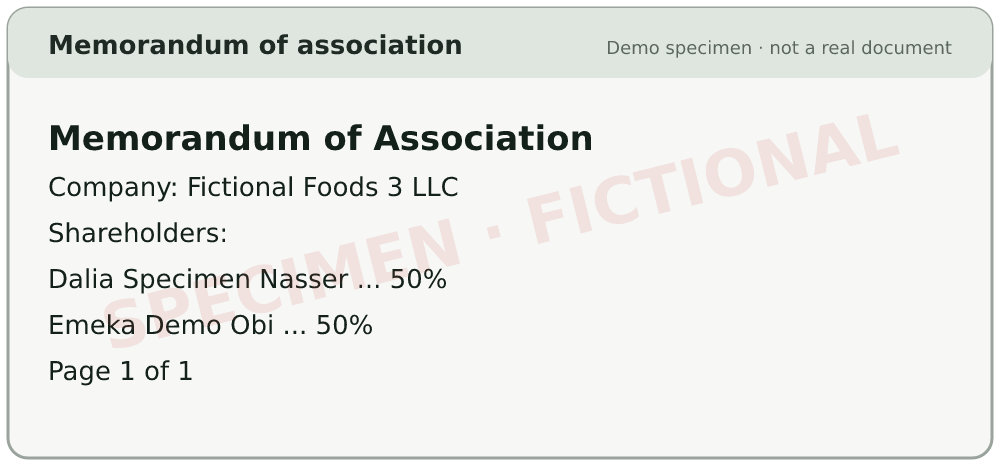 Memorandum of association
Demo specimen · not a real document
Memorandum of Association
Company: Fictional Foods 3 LLC
Shareholders:
Dalia Specimen Nasser ... 50%
Emeka Demo Obi ... 50%
Page 1 of 1
SPECIMEN · FICTIONAL